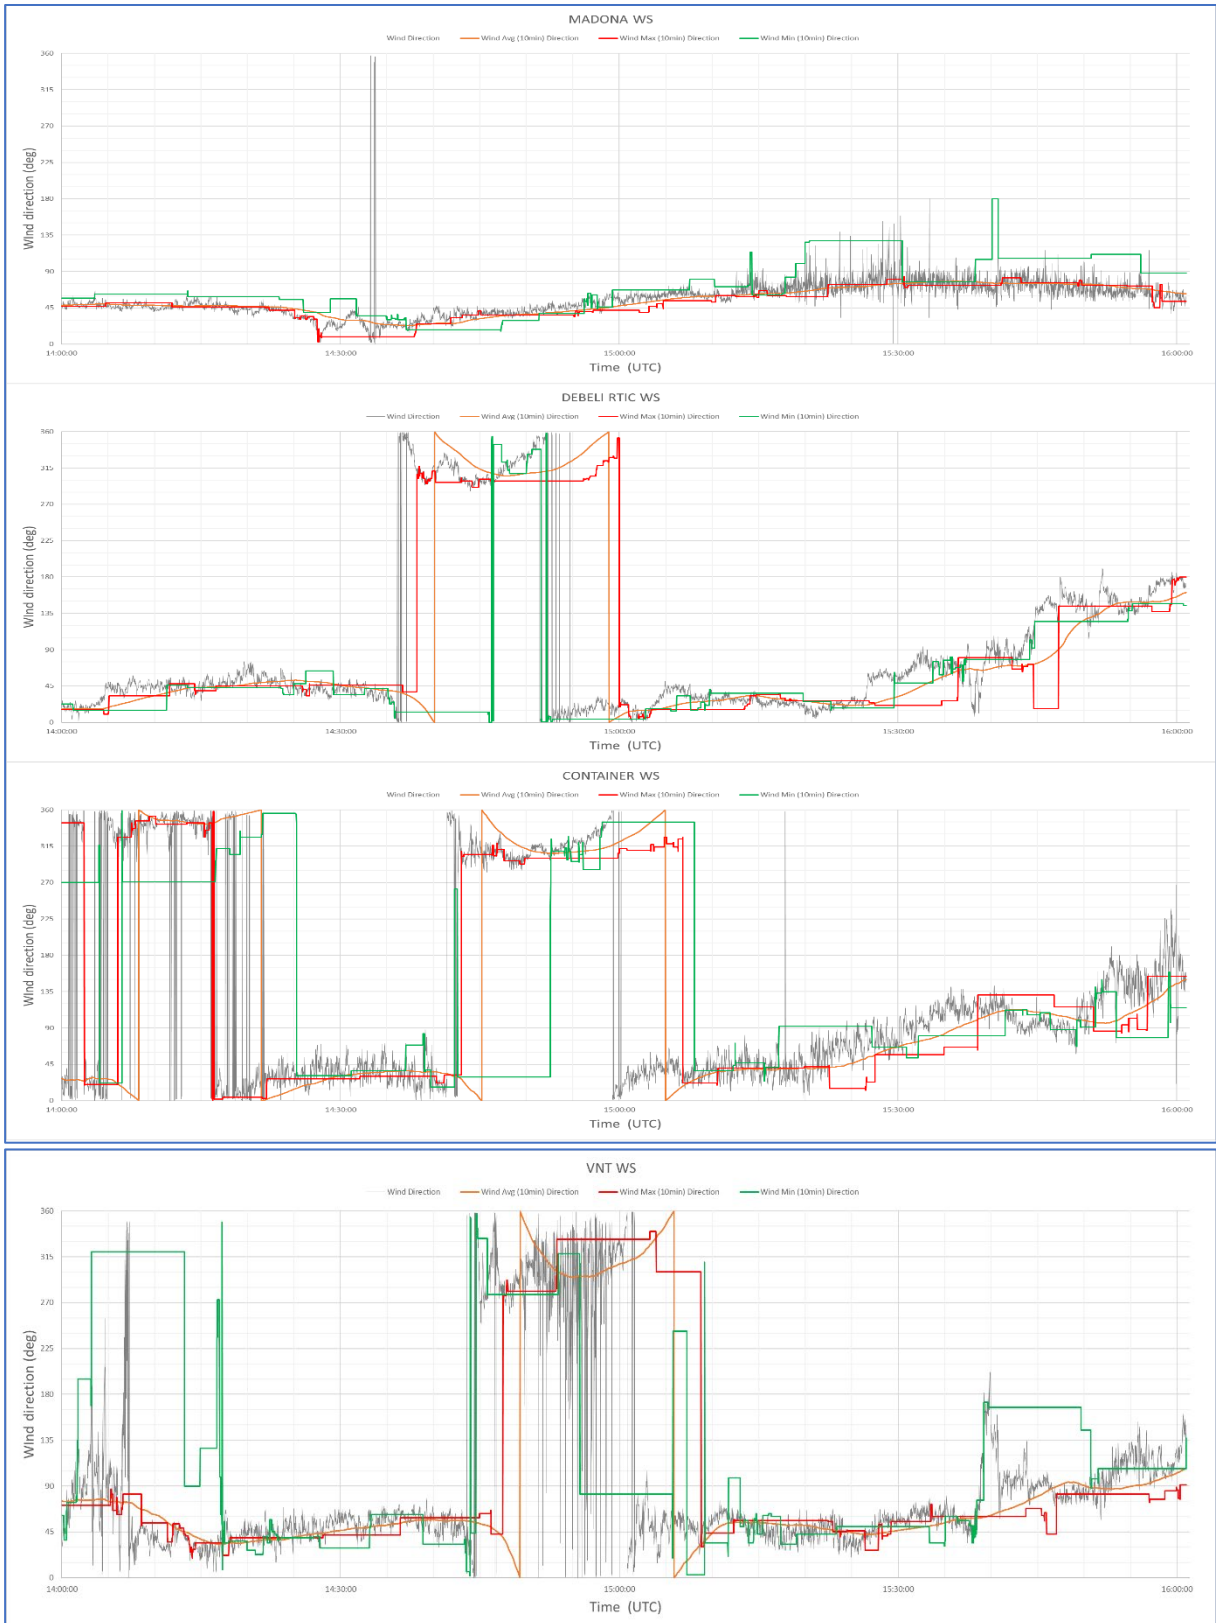 MADONA WS
Wind Direction Wind Avg (10min) Direction Wind Max (10min) Direction Wind Min (10min) Direction
360
315
270
225
180
135
90
45
0
Wind direction (deg)
14:00:00 14:30:00 15:00:00 15:30:00 16:00:00
Time (UTC)
DEBELI RTIC WS
Wind Direction Wind Avg (10min) Direction Wind Max (10min) Direction Wind Min (10min) Direction
360
315
270
225
180
135
90
45
0
Wind direction (deg)
14:00:00 14:30:00 15:00:00 15:30:00 16:00:00
Time (UTC)
CONTAINER WS
Wind Direction Wind Avg (10min) Direction Wind Max (10min) Direction Wind Min (10min) Direction
360
315
270
225
180
135
90
45
0
Wind direction (deg)
14:00:00 14:30:00 15:00:00 15:30:00 16:00:00
Time (UTC)
VNT WS
Wind Direction Wind Avg (10min) Direction Wind Max (10min) Direction Wind Min (10min) Direction
360
315
270
225
180
135
90
45
0
Wind direction (deg)
14:00:00 14:30:00 15:00:00 15:30:00 16:00:00
Time (UTC)